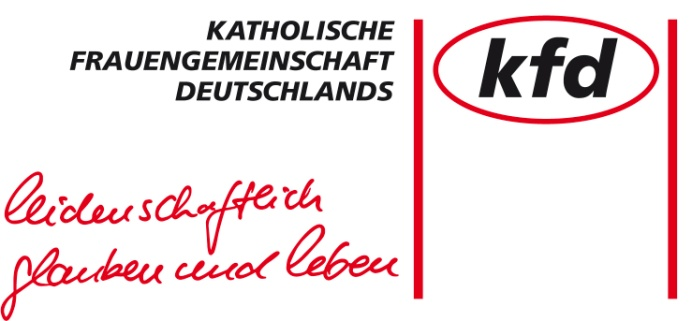 KATHOLISCHE
FRAUENGEMEINSCHAFT
DEUTSCHLANDS
kfd
leidenschaftlich
glauben und leben